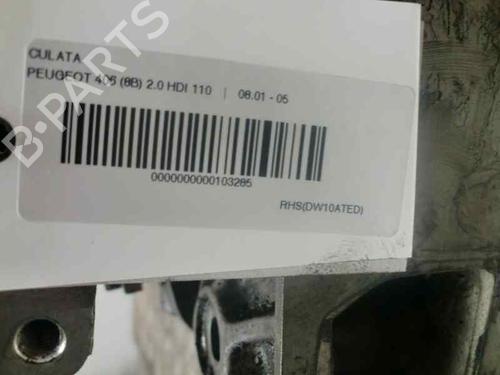 CULATA
PEUGEOT 406 (8B) 2.0 HDI 110 | 08.01 - 05
0000000000103285
RHS(DW10ATED)
B-PARTS